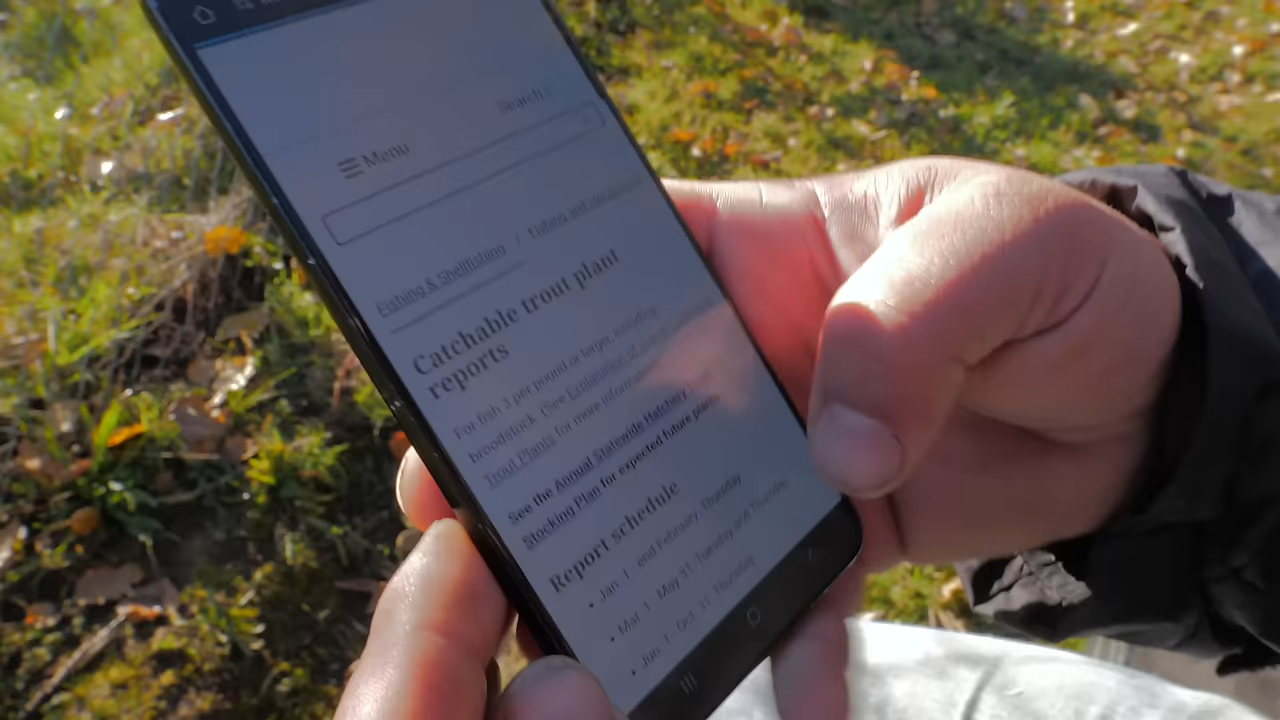 Search
Menu
Fishing & Shellfishing / Fishing and
Catchable trout plant
reports
For fish 3 per pound or larger, including
broodstock. (See Explanation of
Trout Plants for more information
See the Annual Statewide Hatchery
Stocking Plan for expected future plants
Report schedule
• Jan. 1 - end February, Thursday
• Mar. 1 - May 31, Tuesday and Thursday
• Jun. 1 - Oct. 31, Thursday